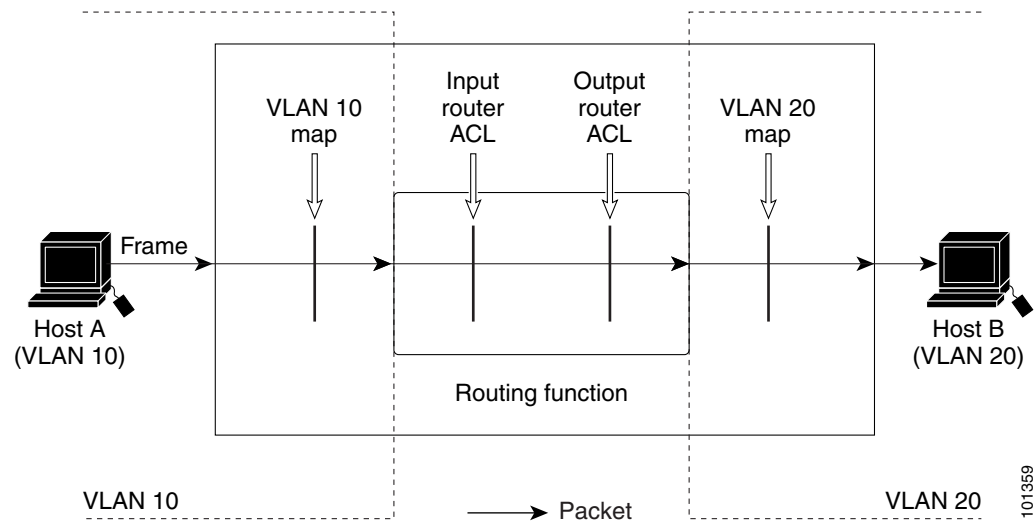 VLAN 10
map
Input
router
ACL
Output
router
ACL
VLAN 20
map
Frame
Host A
(VLAN 10)
Host B
(VLAN 20)
Routing function
VLAN 10
Packet
VLAN 20
101359